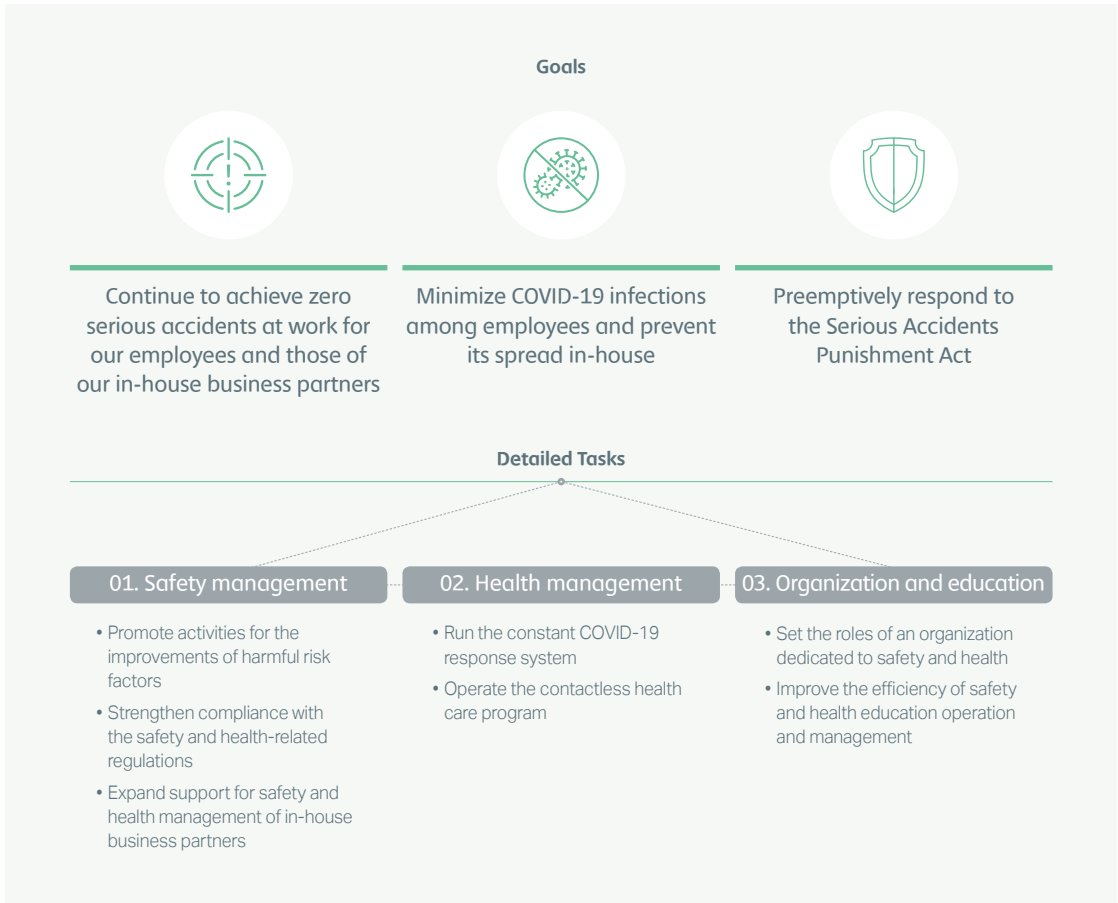 Goals
Continue to achieve zero
serious accidents at work for
our employees and those of
our in-house business partners
Minimize COVID-19 infections
among employees and prevent
its spread in-house
Preemptively respond to
the Serious Accidents
Punishment Act
Detailed Tasks
01. Safety management
• Promote activities for the
improvements of harmful risk
factors
• Strengthen compliance with
the safety and health-related
regulations
• Expand support for safety and
health management of in-house
business partners
02. Health management
• Run the constant COVID-19
response system
• Operate the contactless health
care program
03. Organization and education
• Set the roles of an organization
dedicated to safety and health
• Improve the efficiency of safety
and health education operation
and management